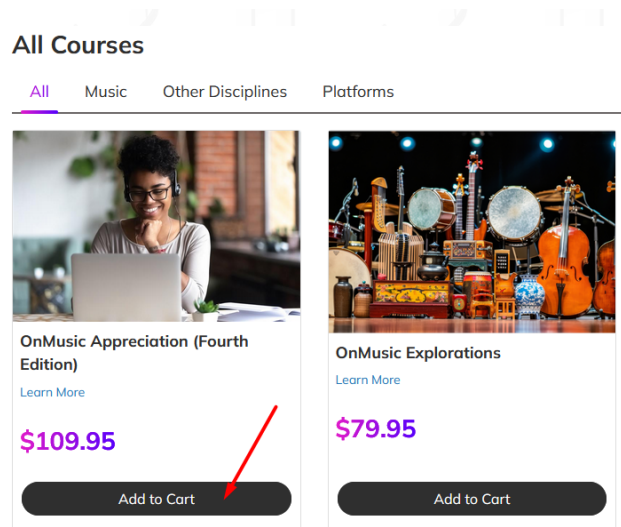 All Courses
All Music Other Disciplines Platforms
OnMusic Appreciation (Fourth
Edition)
Learn More
$109.95
Add to Cart
OnMusic Explorations
Learn More
$79.95
Add to Cart